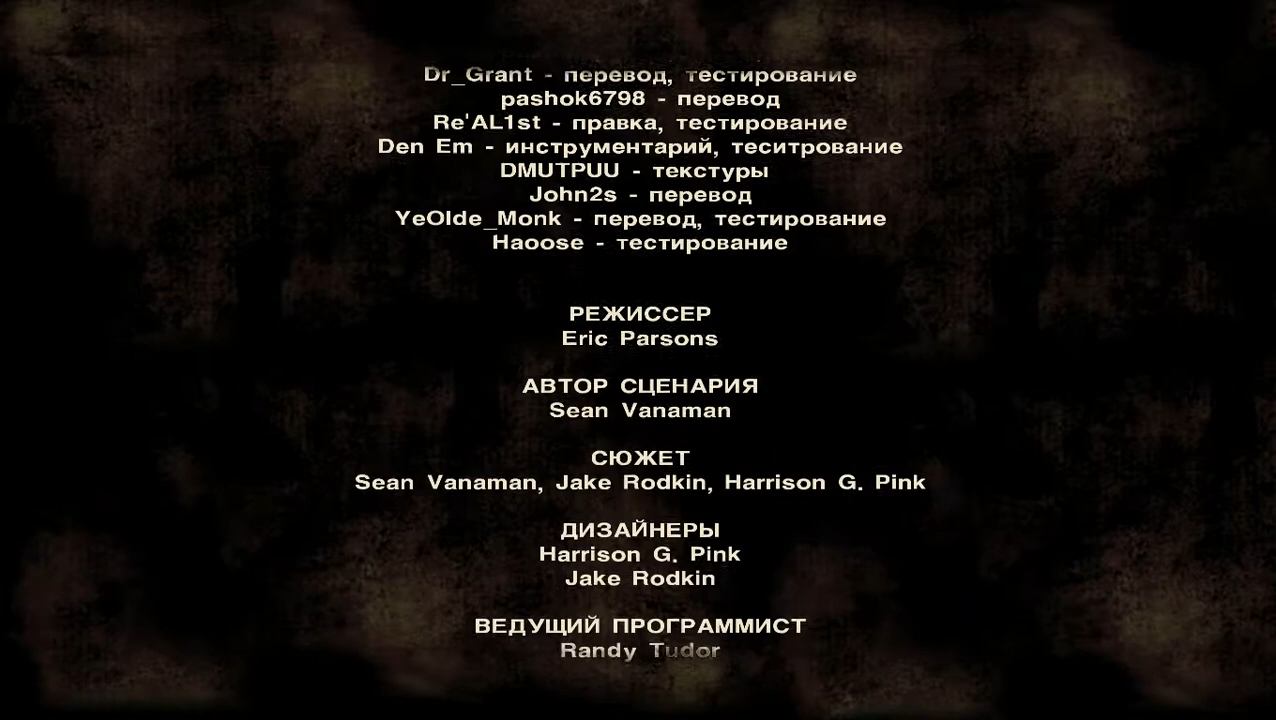 Dr_Grant - перевод, тестирование
pashok6798 - перевод
Re'AL1st - правка, тестирование
Den Em - инструментарий, теситрование
DMUTPUU - текстуры
John2s - перевод
YeOlde_Monk - перевод, тестирование
Haoose - тестирование
РЕЖИССЕР
Eric Parsons
АВТОР СЦЕНАРИЯ
Sean Vanaman
СЮЖЕТ
Sean Vanaman, Jake Rodkin, Harrison G. Pink
ДИЗАЙНЕРЫ
Harrison G. Pink
Jake Rodkin
ВЕДУЩИЙ ПРОГРАММИСТ
Randy Tudor